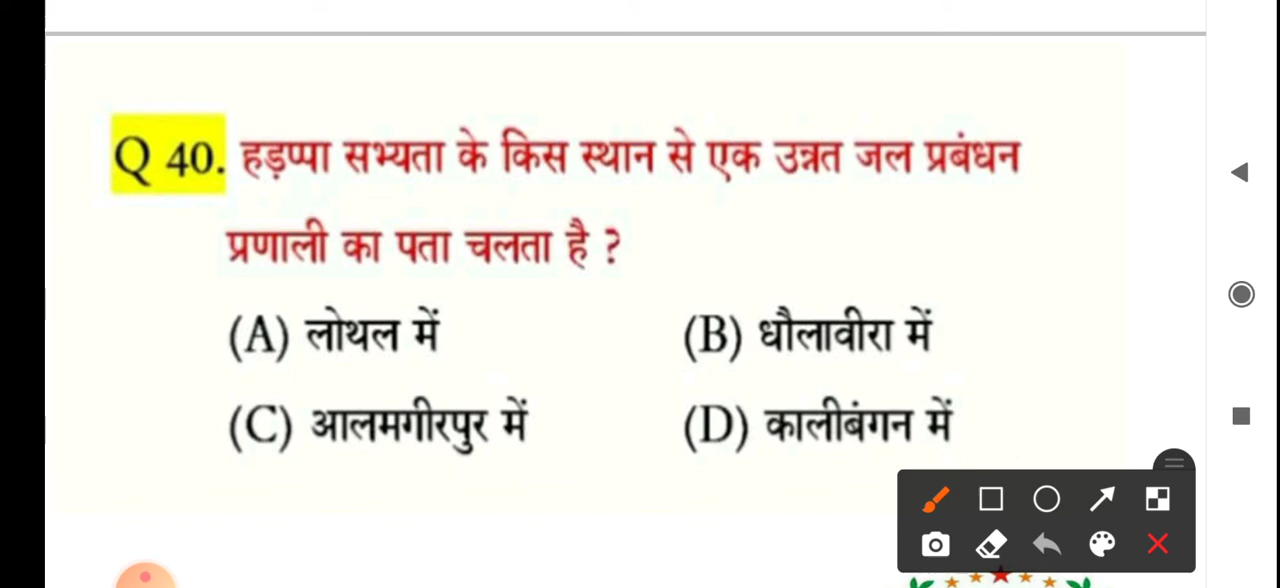 Q 40. हड़प्पा सभ्यता के किस स्थान से एक उन्नत जल प्रबंधन
प्रणाली का पता चलता है ?
(A) लोथल में (B) धौलावीरा में
(C) आलमगीरपुर में (D) कालीबंगन में